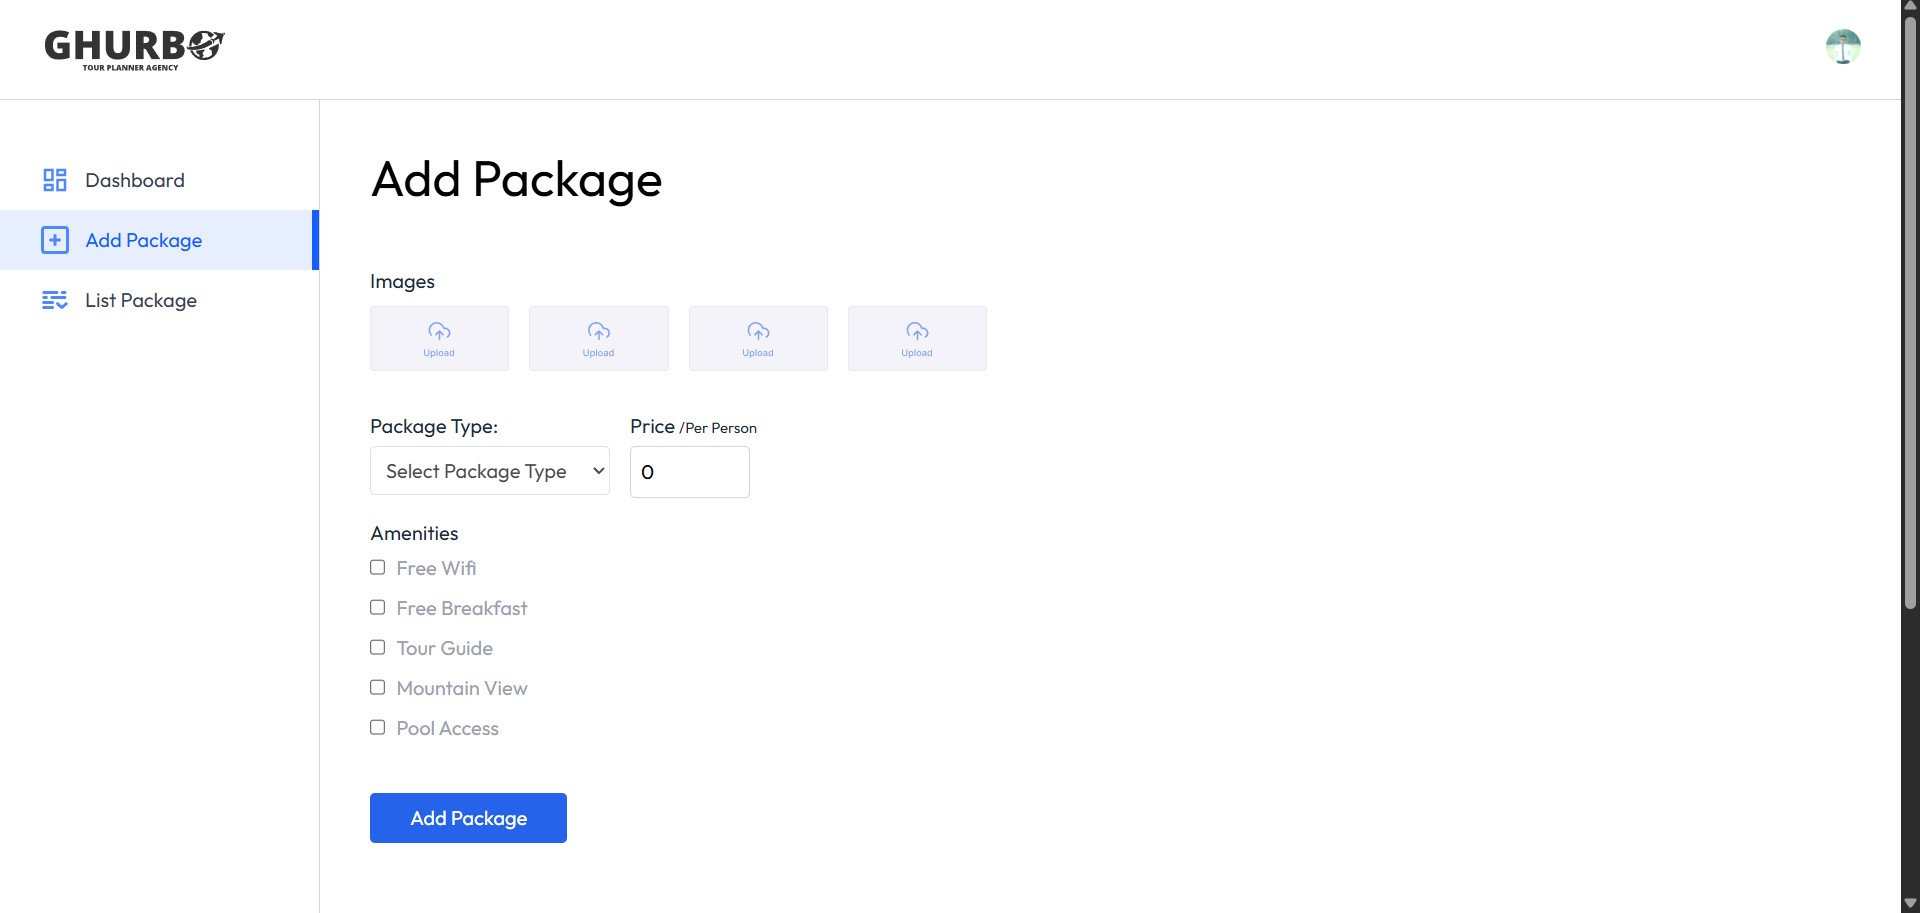 GHURBO
TOUR PLANNER AGENCY
Dashboard
Add Package
List Package
Add Package
Images
Upload
Upload
Upload
Upload
Package Type:
Price /Per Person
Select Package Type
0
Amenities
Free Wifi
Free Breakfast
Tour Guide
Mountain View
Pool Access
Add Package